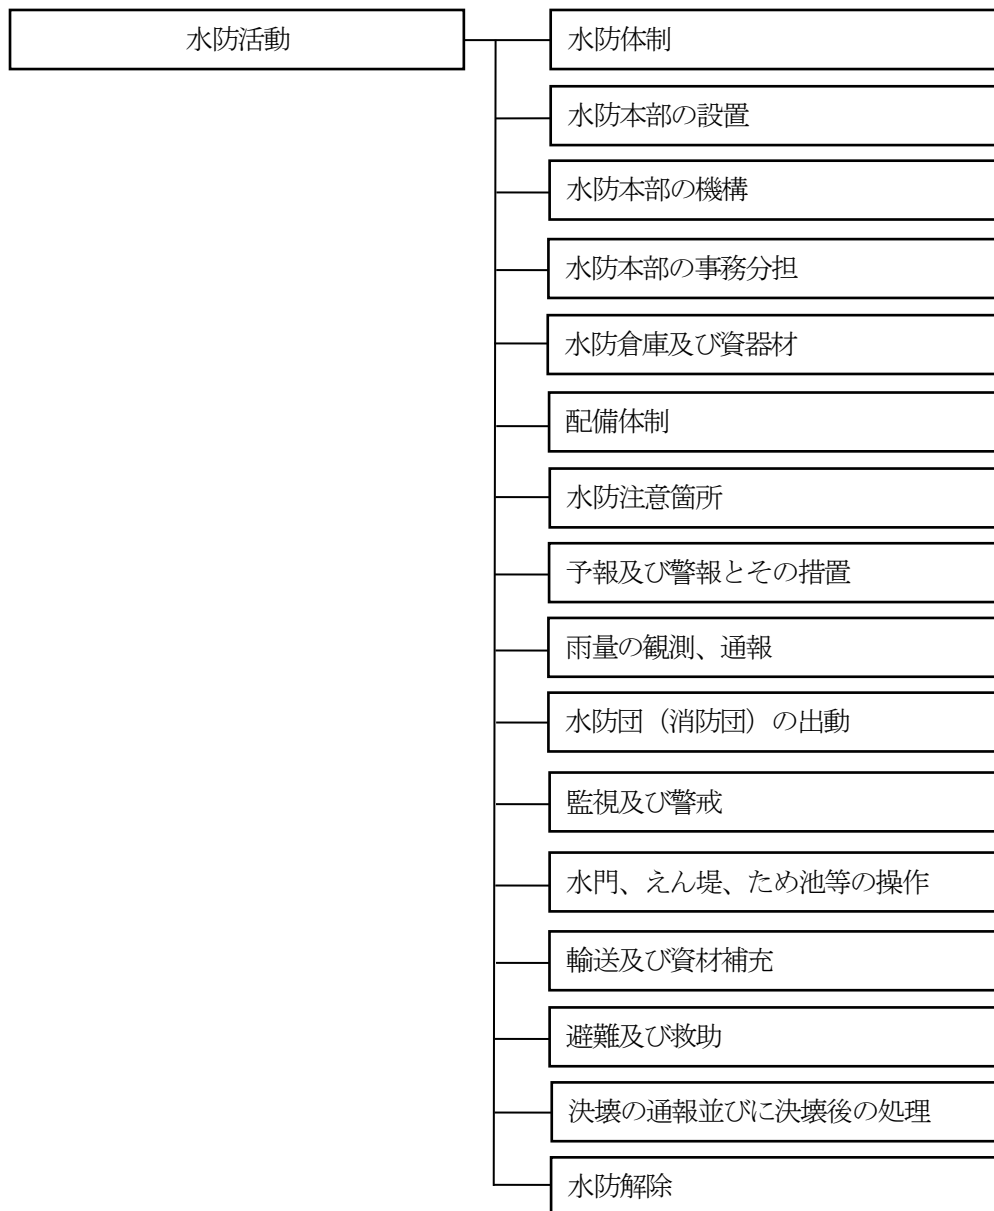 水防活動
水防体制
水防本部の設置
水防本部の機構
水防本部の事務分担
水防倉庫及び資器材
配備体制
水防注意箇所
予報及び警報とその措置
雨量の観測、通報
水防団（消防団）の出動
監視及び警戒
水門、えん堤、ため池等の操作
輸送及び資材補充
避難及び救助
決壊の通報並びに決壊後の処理
水防解除